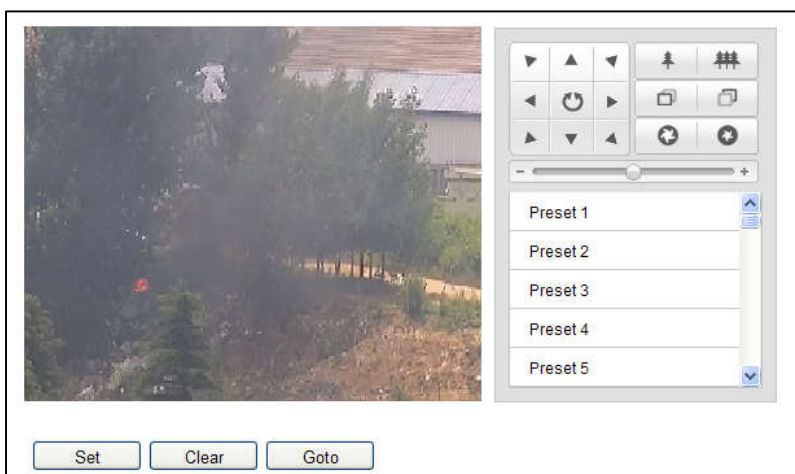 - +
Preset 1
Preset 2
Preset 3
Preset 4
Preset 5
Set Clear Goto